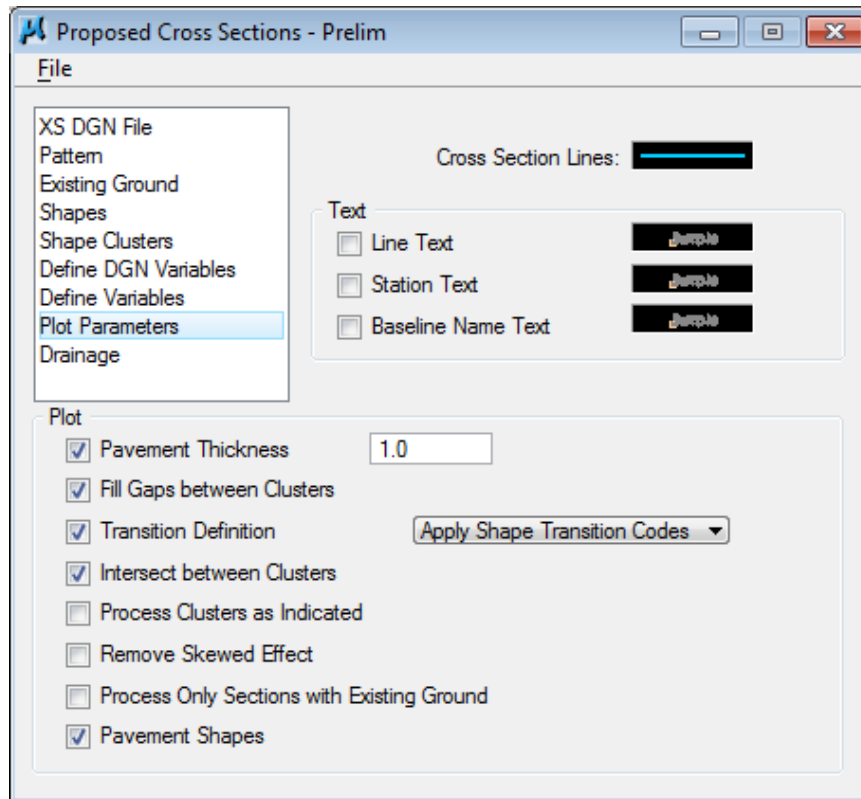 Proposed Cross Sections - Prelim
File
XS DGN File
Pattern
Existing Ground
Shapes
Shape Clusters
Define DGN Variables
Define Variables
Plot Parameters
Drainage
Cross Section Lines:
Text
Line Text
Station Text
Baseline Name Text
Plot
Pavement Thickness 1.0
Fill Gaps between Clusters
Transition Definition Apply Shape Transition Codes
Intersect between Clusters
Process Clusters as Indicated
Remove Skewed Effect
Process Only Sections with Existing Ground
Pavement Shapes